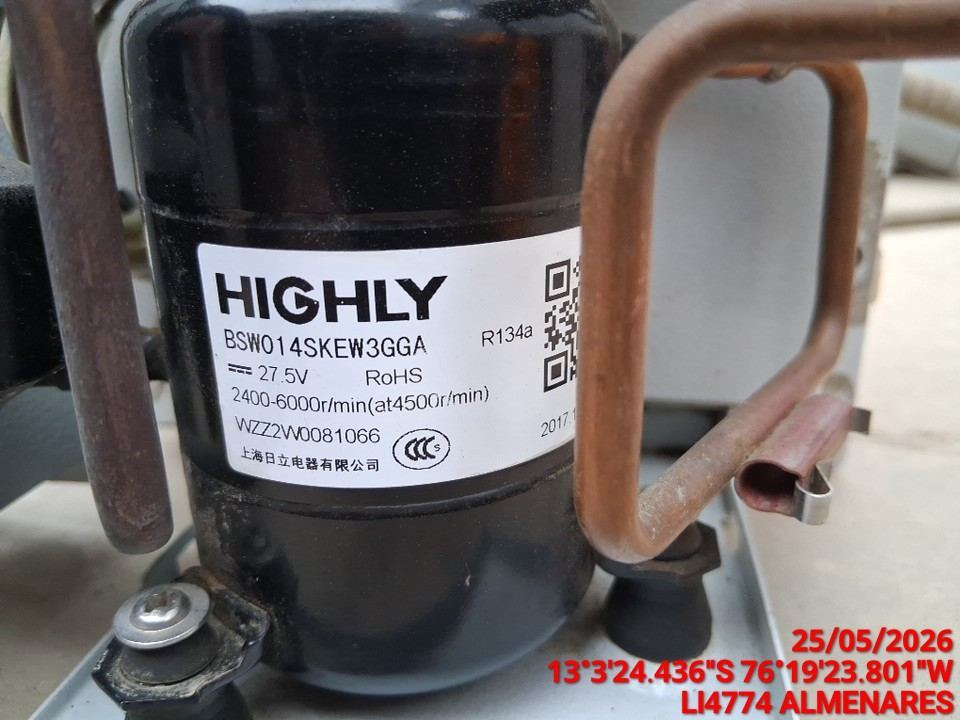 HIGHLY
BSW014SKEW3GGA
R134a
27.5V RoHS
2400-6000r/min(at4500r/min)
WZZ2W0081066
2017.1
上海日立电器有限公司
CCC S
25/05/2026
13°3'24.436"S 76°19'23.801"W
LI4774 ALMENARES